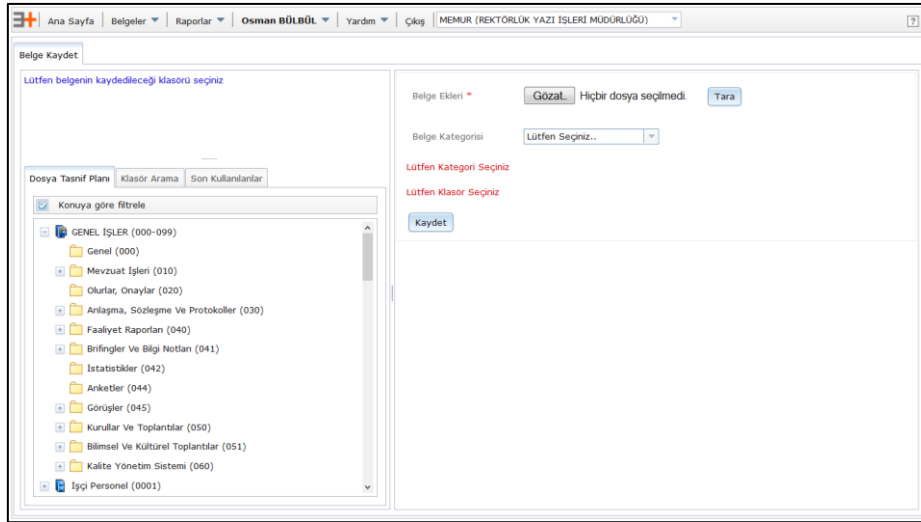 Ana Sayfa Belgeler Raporlar Osman BÜLBÜL Yardım Çıkış MEMUR (REKTÖRLÜK YAZI İŞLERİ MÜDÜRLÜĞÜ) ?
Belge Kaydet
Lütfen belgenin kaydedileceği klasörü seçiniz
Dosya Tasnif Planı Klasör Arama Son Kullanılanlar
Konuya göre filtrele
GENEL İŞLER (000-099)
Genel (000)
Mevzuat İşleri (010)
Olurlar, Onaylar (020)
Anlaşma, Sözleşme Ve Protokoller (030)
Faaliyet Raporları (040)
Brifingler Ve Bilgi Notları (041)
İstatistikler (042)
Anketler (044)
Görüşler (045)
Kurullar Ve Toplantılar (050)
Bilimsel Ve Kültürel Toplantılar (051)
Kalite Yönetim Sistemi (060)
İşçi Personel (0001)
Belge Ekleri * Gözat.. Hiçbir dosya seçilmedi. Tara
Belge Kategorisi Lütfen Seçiniz..
Lütfen Kategori Seçiniz
Lütfen Klasör Seçiniz
Kaydet